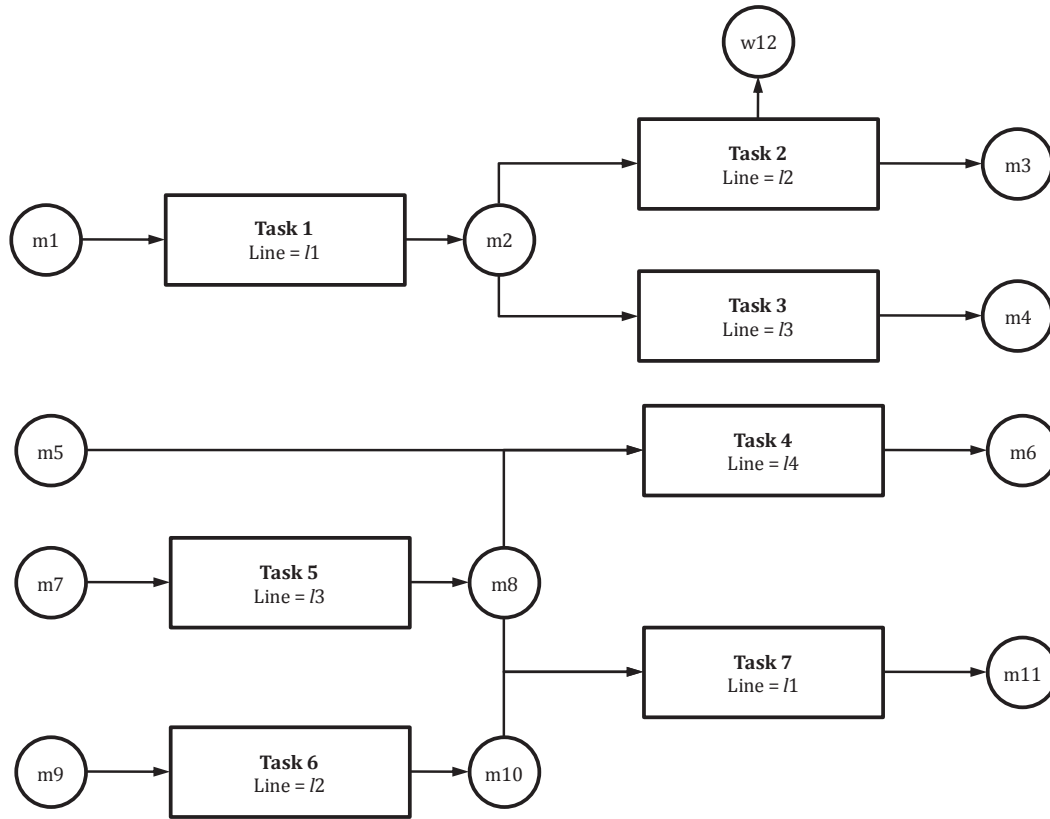 w12
Task 2
Line = l2
m3
Task 1
Line = l1
m1
m2
Task 3
Line = l3
m4
m5
Task 4
Line = l4
m6
m7
Task 5
Line = l3
m8
Task 7
Line = l1
m11
m9
Task 6
Line = l2
m10